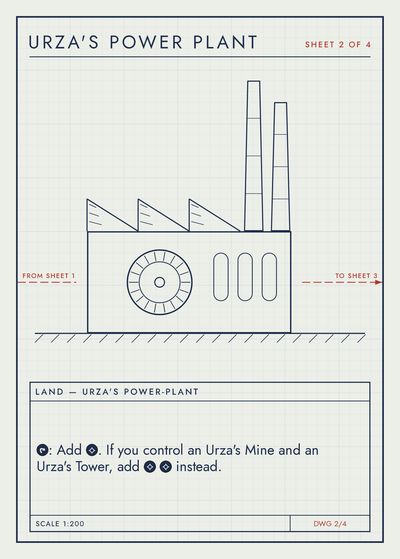 URZA'S POWER PLANT
SHEET 2 OF 4
FROM SHEET 1
TO SHEET 3
LAND — URZA'S POWER-PLANT
: Add . If you control an Urza's Mine and an
Urza's Tower, add instead.
SCALE 1:200
DWG 2/4